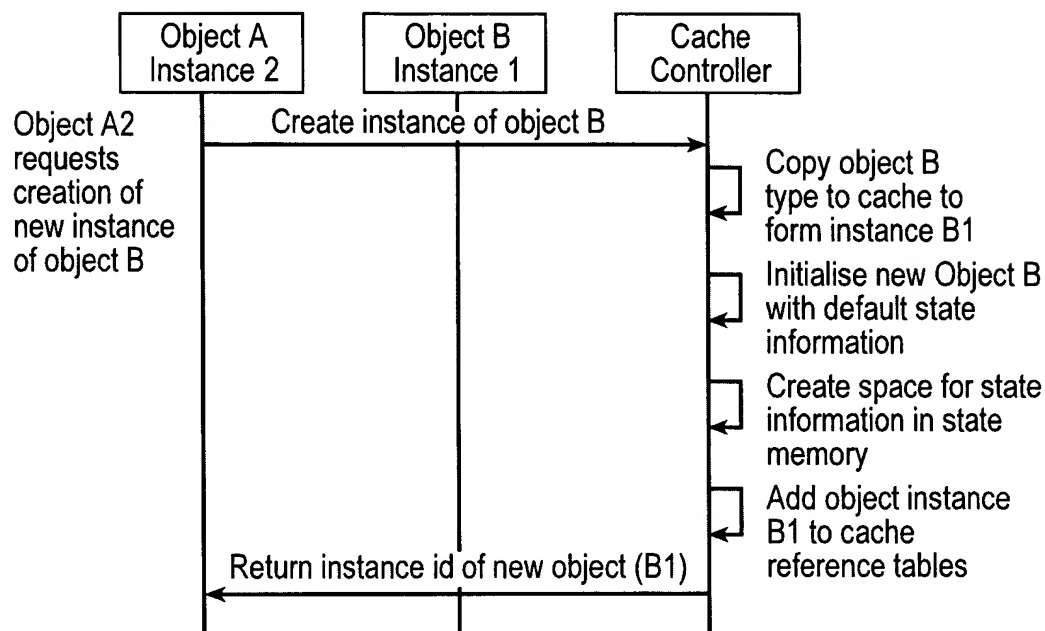 Object A
Instance 2
Object B
Instance 1
Cache
Controller
Object A2
requests
creation of
new instance
of object B
Create instance of object B
Copy object B
type to cache to
form instance B1
Initialise new Object B
with default state
information
Create space for state
information in state
memory
Add object instance
B1 to cache
reference tables
Return instance id of new object (B1)